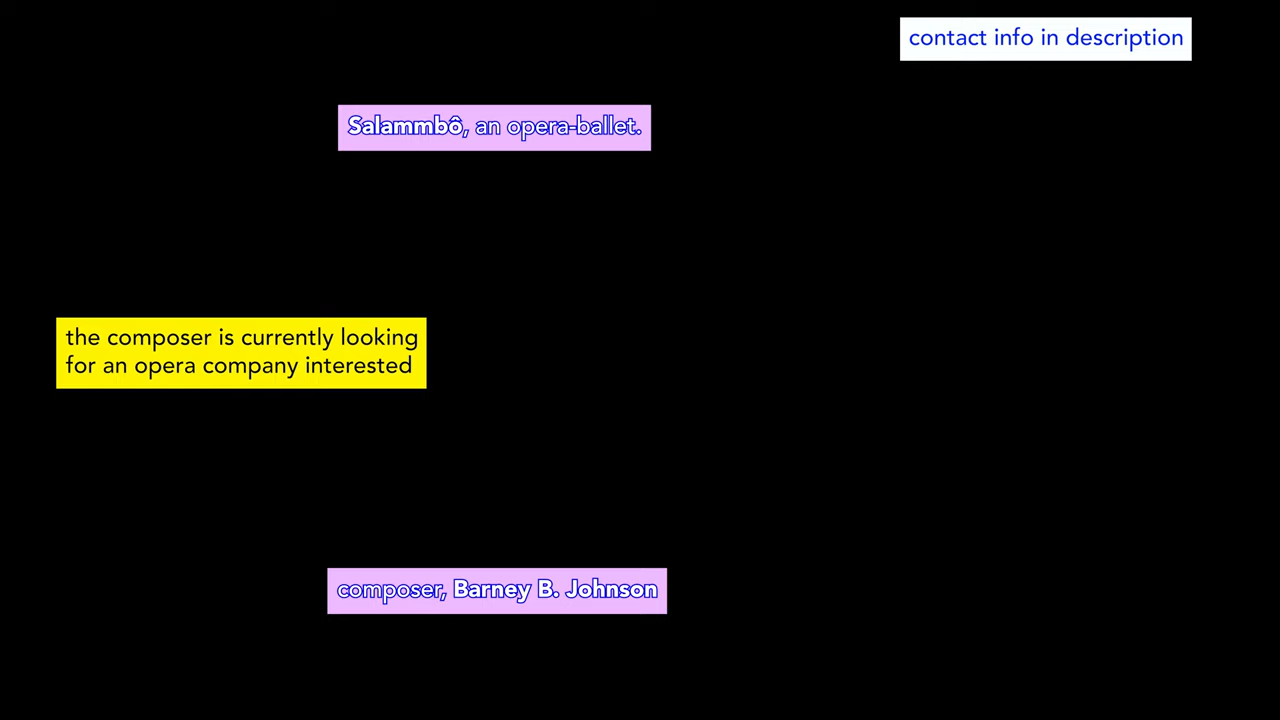 contact info in description
Salammbô, an opera-ballet.
the composer is currently looking
for an opera company interested
composer, Barney B. Johnson